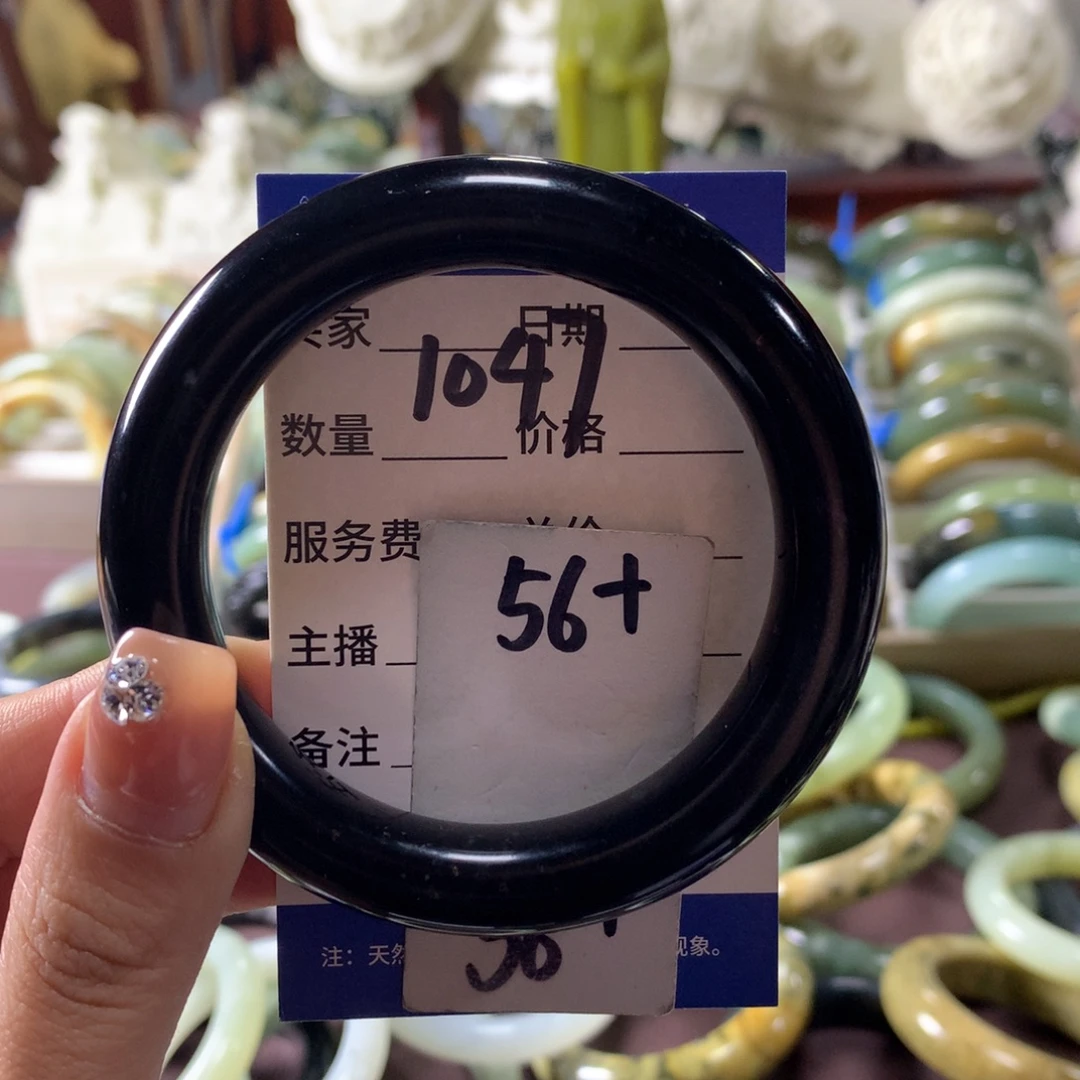 卖家 日期
1047
数量 价格
服务费 总价
56+
主播
备注
注：天然 现象。
56+